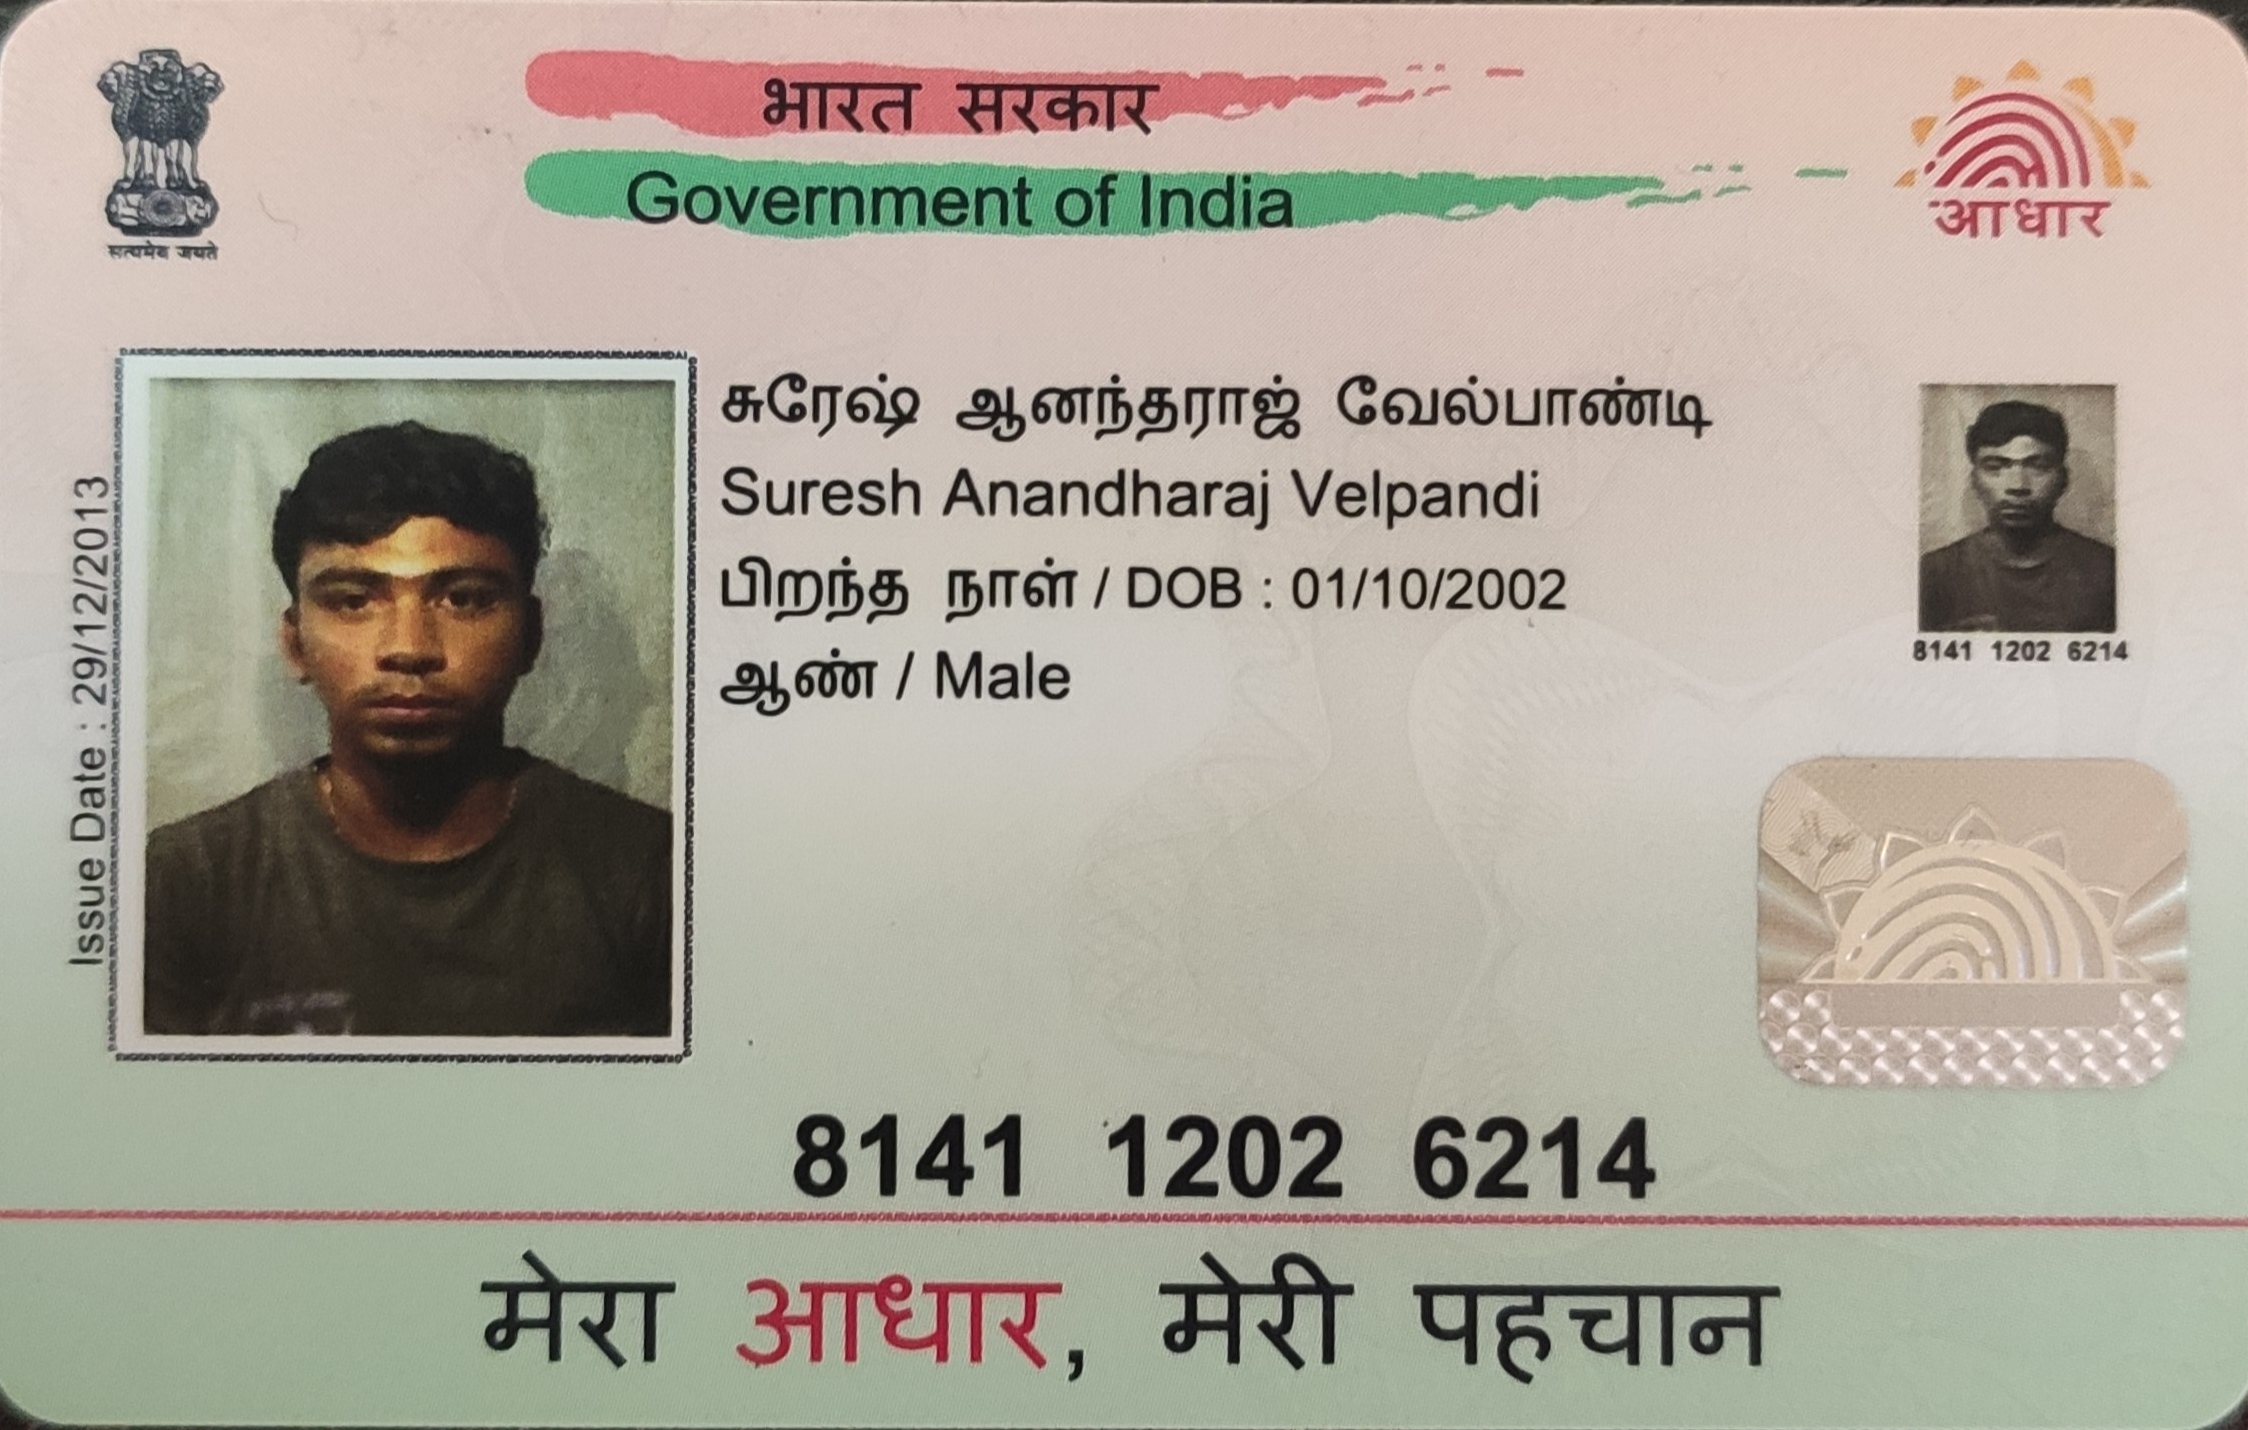 भारत सरकार
Government of India
सत्यमेव जयते
आधार
Issue Date : 29/12/2013
சுரேஷ் ஆனந்தராஜ் வேல்பாண்டி
Suresh Anandharaj Velpandi
பிறந்த நாள் / DOB : 01/10/2002
ஆண் / Male
8141 1202 6214
8141 1202 6214
मेरा आधार, मेरी पहचान